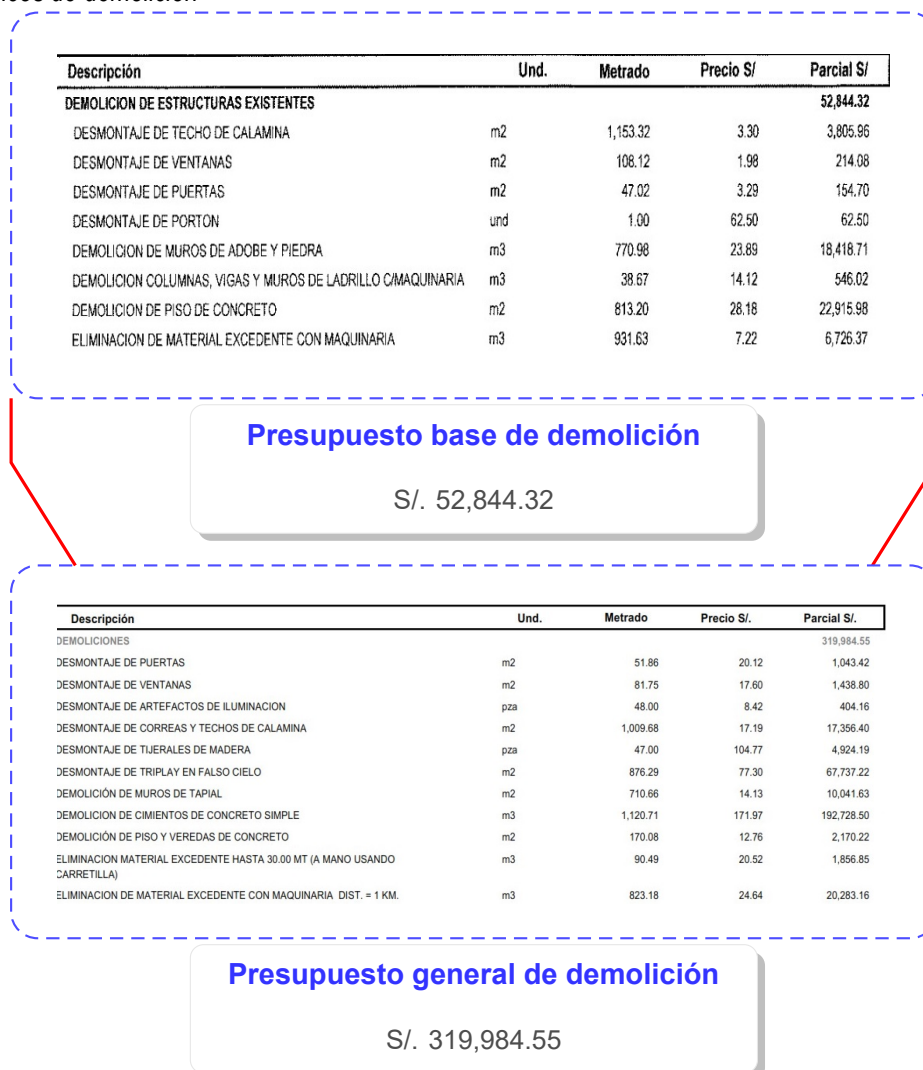 de demolición
Descripción Und. Metrado Precio S/ Parcial S/
DEMOLICION DE ESTRUCTURAS EXISTENTES 52,844.32
DESMONTAJE DE TECHO DE CALAMINA m2 1,153.32 3.30 3,805.96
DESMONTAJE DE VENTANAS m2 108.12 1.98 214.08
DESMONTAJE DE PUERTAS m2 47.02 3.29 154.70
DESMONTAJE DE PORTON und 1.00 62.50 62.50
DEMOLICION DE MUROS DE ADOBE Y PIEDRA m3 770.98 23.89 18,418.71
DEMOLICION COLUMNAS, VIGAS Y MUROS DE LADRILLO C/MAQUINARIA m3 38.67 14.12 546.02
DEMOLICION DE PISO DE CONCRETO m2 813.20 28.18 22,915.98
ELIMINACION DE MATERIAL EXCEDENTE CON MAQUINARIA m3 931.63 7.22 6,726.37
Presupuesto base de demolición
S/. 52,844.32
Descripción Und. Metrado Precio S/. Parcial S/.
DEMOLICIONES 319,984.55
DESMONTAJE DE PUERTAS m2 51.86 20.12 1,043.42
DESMONTAJE DE VENTANAS m2 81.75 17.60 1,438.80
DESMONTAJE DE ARTEFACTOS DE ILUMINACION pza 48.00 8.42 404.16
DESMONTAJE DE CORREAS Y TECHOS DE CALAMINA m2 1,009.68 17.19 17,356.40
DESMONTAJE DE TIJERALES DE MADERA pza 47.00 104.77 4,924.19
DESMONTAJE DE TRIPLAY EN FALSO CIELO m2 876.29 77.30 67,737.22
DEMOLICIÓN DE MUROS DE TAPIAL m2 710.66 14.13 10,041.63
DEMOLICION DE CIMIENTOS DE CONCRETO SIMPLE m3 1,120.71 171.97 192,728.50
DEMOLICIÓN DE PISO Y VEREDAS DE CONCRETO m2 170.08 12.76 2,170.22
ELIMINACION MATERIAL EXCEDENTE HASTA 30.00 MT (A MANO USANDO m3 90.49 20.52 1,856.85
CARRETILLA)
ELIMINACION DE MATERIAL EXCEDENTE CON MAQUINARIA DIST. = 1 KM. m3 823.18 24.64 20,283.16
Presupuesto general de demolición
S/. 319,984.55